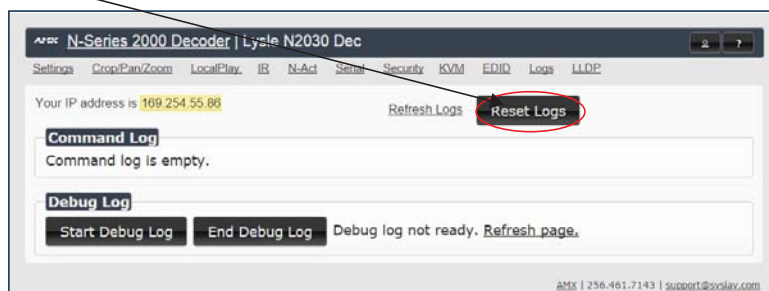 AMX N-Series 2000 Decoder | Lysle N2030 Dec ?
Settings Crop/Pan/Zoom LocalPlay IR N-Act Serial Security KVM EDID Logs LLDP
Your IP address is 169.254.55.86 Refresh Logs Reset Logs
Command Log
Command log is empty.
Debug Log
Start Debug Log End Debug Log Debug log not ready. Refresh page.
AMX | 256.461.7143 | support@svslav.com